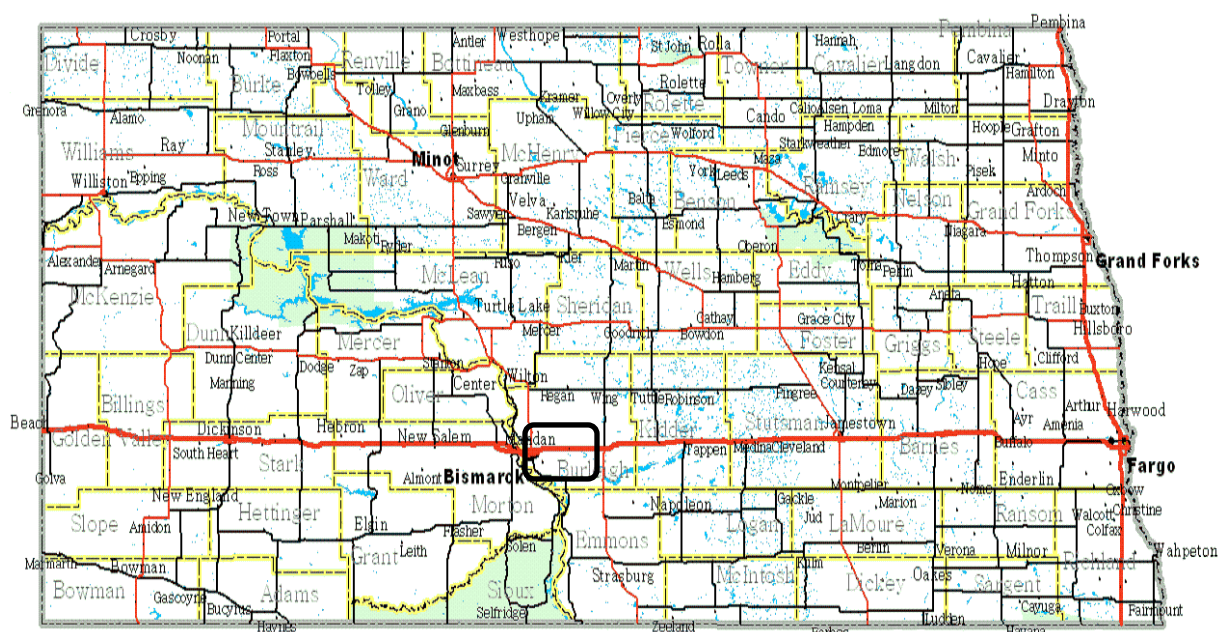 Pembina
Crosby
Portal
Westhope
Pembina
Noonan
Flaxton
Antler
St John
Rolla
Hannah
Cavalier
Divide
Renville
Bottineau
Towner
Cavalier
Langdon
Hamilton
Burke
Bowbells
Tolley
Maxbass
Kramer
Overly
Rolette
Rolette
Drayton
Grenora
Alamo
Grano
Upham
Willow City
Cando
Calio
Alsen
Loma
Milton
Mountrail
Glenburn
Pierce
Wolford
Hampden
Hoople
Grafton
Williams
Ray
Stanley
Minot
McHenry
Starkweather
Edmore
Walsh
Minto
Ross
Ward
Surrey
Maza
Pisek
Williston
Epping
Granville
York
Leeds
Ramsey
Ardoch
New Town
Parshall
Velva
Balta
Benson
Nelson
Grand Forks
Sawyer
Karlsruhe
Esmond
Crary
Makoti
Ryder
Bergen
Oberon
Niagara
Alexander
Arnegard
McLean
Ruso
Kief
Martin
Wells
Hamberg
Eddy
Tolna
Pekin
Thompson
Grand Forks
McKenzie
Hatton
Turtle Lake
Sheridan
Aneta
Traill
Buxton
Dunn
Killdeer
Mercer
Mercer
Goodrich
Cathay
Bowdon
Grace City
Foster
Griggs
Steele
Hillsboro
Dunn Center
Stanton
Clifford
Manning
Dodge
Zap
Center
Wilton
Kensal
Courtenay
Hope
Billings
Oliver
Regan
Wing
Tuttle
Robinson
Pingree
Dazey
Sibley
Cass
Beach
Arthur
Harwood
Golden Valley
Dickinson
Hebron
New Salem
Mandan
Kidder
Stutsman
Jamestown
Barnes
Ayr
Amenia
Buffalo
South Heart
Stark
Burleigh
Tappen
Medina
Cleveland
Fargo
Golva
Almont
Bismarck
Montpelier
Enderlin
New England
Morton
Napoleon
Gackle
Marion
Nome
Oxbow
Slope
Amidon
Hettinger
Elgin
Flasher
Emmons
Logan
Jud
LaMoure
Ransom
Walcott
Christine
Colfax
Grant
Leith
Solen
Berlin
Verona
Milnor
Wahpeton
Marmarth
Bowman
Strasburg
McIntosh
Kulm
Dickey
Oakes
Richland
Bowman
Gascoyne
Bucyrus
Adams
Sioux
Sargent
Selfridge
Cayuga
Fairmount
Haynes
Zeeland
Forbes
Ludden
Havana